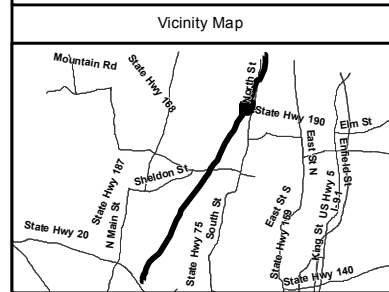 Vicinity Map
Mountain Rd
State Hwy 168
North St
State Hwy 190
Elm St
Enfield St
East St N
US Hwy 5
I-91
State Hwy 187
Sheldon St
N Main St
State Hwy 20
State Hwy 75
South St
East St S
State Hwy 159
King St
State Hwy 140